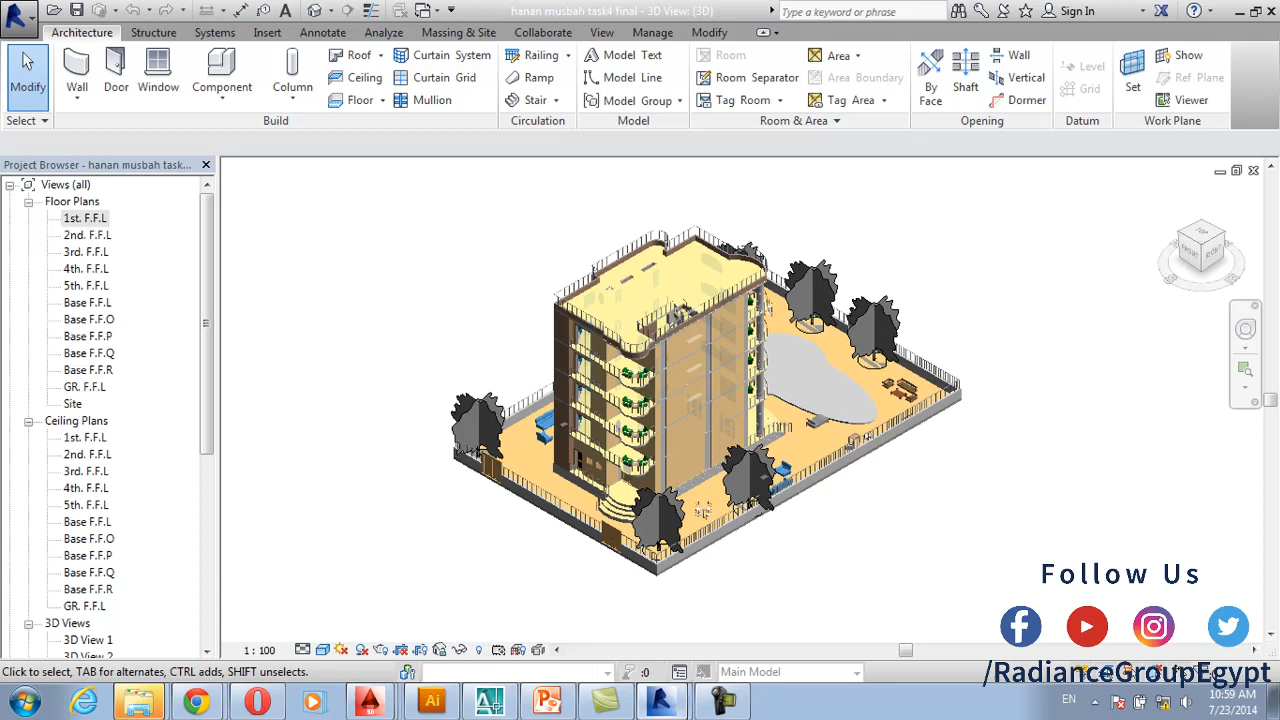 hanan musbah task4 final - 3D View: {3D}
Type a keyword or phrase
Sign In
Architecture Structure Systems Insert Annotate Analyze Massing & Site Collaborate View Manage Modify
Modify
Wall
Door
Window
Component
Column
Roof
Ceiling
Floor
Curtain System
Curtain Grid
Mullion
Railing
Ramp
Stair
Model Text
Model Line
Model Group
Room
Room Separator
Tag Room
Area
Area Boundary
Tag Area
By
Face
Shaft
Wall
Vertical
Dormer
Level
Grid
Set
Show
Ref Plane
Viewer
Select Build Circulation Model Room & Area Opening Datum Work Plane
Project Browser - hanan musbah task...
Views (all)
Floor Plans
1st. F.F.L
2nd. F.F.L
3rd. F.F.L
4th. F.F.L
5th. F.F.L
Base F.F.L
Base F.F.O
Base F.F.P
Base F.F.Q
Base F.F.R
GR. F.F.L
Site
Ceiling Plans
1st. F.F.L
2nd. F.F.L
3rd. F.F.L
4th. F.F.L
5th. F.F.L
Base F.F.L
Base F.F.O
Base F.F.P
Base F.F.Q
Base F.F.R
GR. F.F.L
3D Views
3D View 1
3D View 2
Follow Us
/RadianceGroupEgypt
1 : 100
Click to select, TAB for alternates, CTRL adds, SHIFT unselects.
:0
Main Model
EN
10:59 AM
7/23/2014